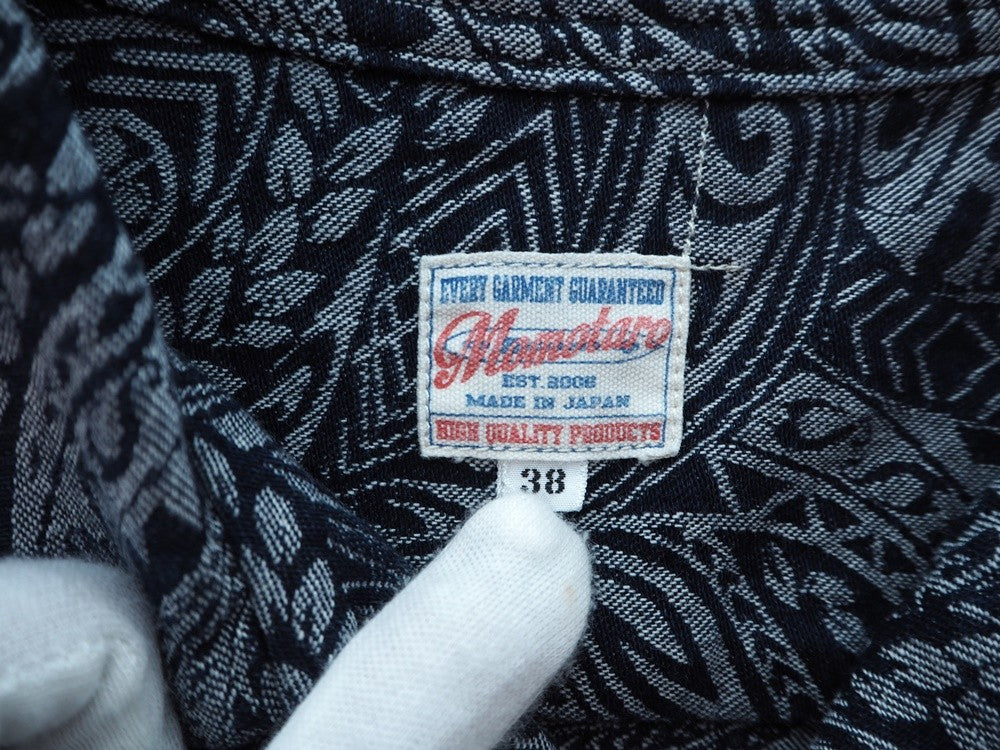 EVERY GARMENT GUARANTEED
Momotaro
EST. 2006
MADE IN JAPAN
HIGH QUALITY PRODUCTS
38